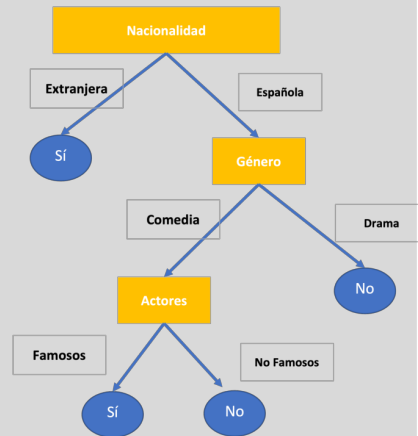 Nacionalidad
Extranjera
Española
Sí
Género
Comedia
Drama
No
Actores
Famosos
No Famosos
Sí
No